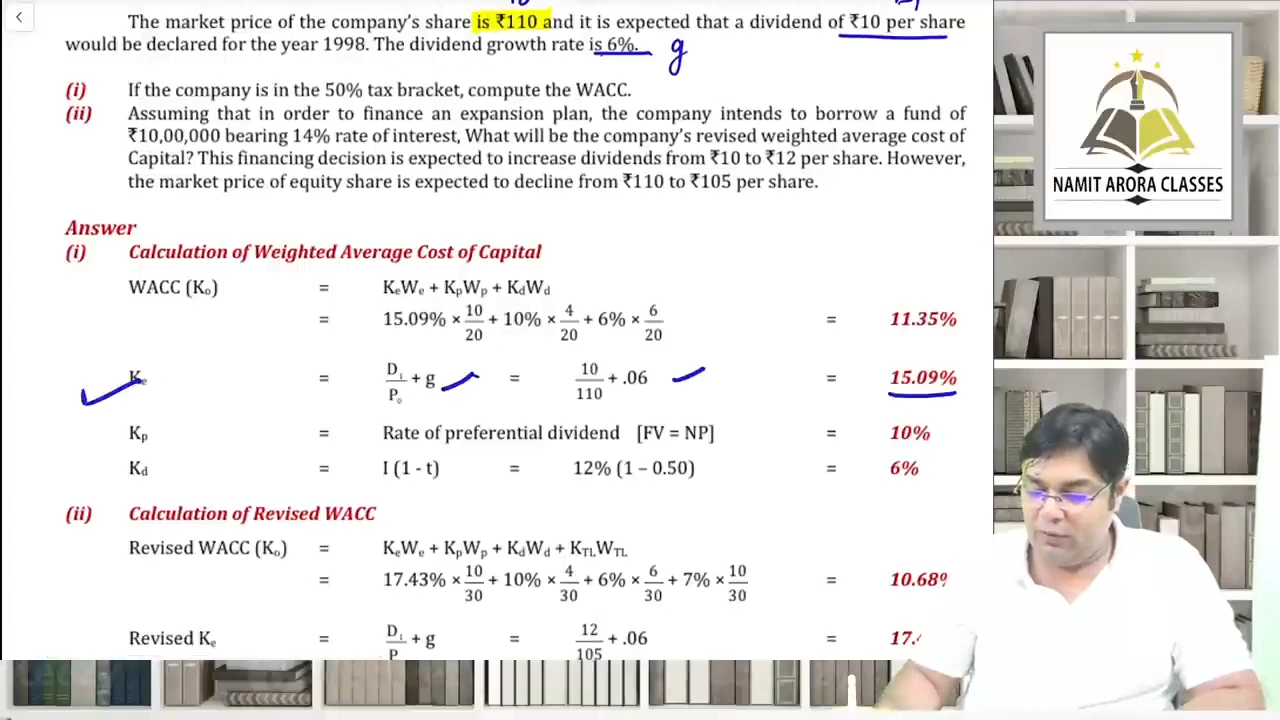 The market price of the company's share is ₹110 and it is expected that a dividend of ₹10 per share
would be declared for the year 1998. The dividend growth rate is 6%. g
(i) If the company is in the 50% tax bracket, compute the WACC.
(ii) Assuming that in order to finance an expansion plan, the company intends to borrow a fund of
₹10,00,000 bearing 14% rate of interest, What will be the company's revised weighted average cost of
Capital? This financing decision is expected to increase dividends from ₹10 to ₹12 per share. However,
the market price of equity share is expected to decline from ₹110 to ₹105 per share.
Answer
(i) Calculation of Weighted Average Cost of Capital
WACC (Kₒ) = KₑWₑ + KₚWₚ + K_dW_d
= 15.09% × 10/20 + 10% × 4/20 + 6% × 6/20 = 11.35%
Kₑ = D₁/P₀ + g = 10/110 + .06 = 15.09%
Kₚ = Rate of preferential dividend [FV = NP] = 10%
K_d = I (1 - t) = 12% (1 – 0.50) = 6%
(ii) Calculation of Revised WACC
Revised WACC (Kₒ) = KₑWₑ + KₚWₚ + K_dW_d + K_TLW_TL
= 17.43% × 10/30 + 10% × 4/30 + 6% × 6/30 + 7% × 10/30 = 10.68%
Revised Kₑ = D₁/P + g = 12/105 + .06 = 17.
NAMIT ARORA CLASSES